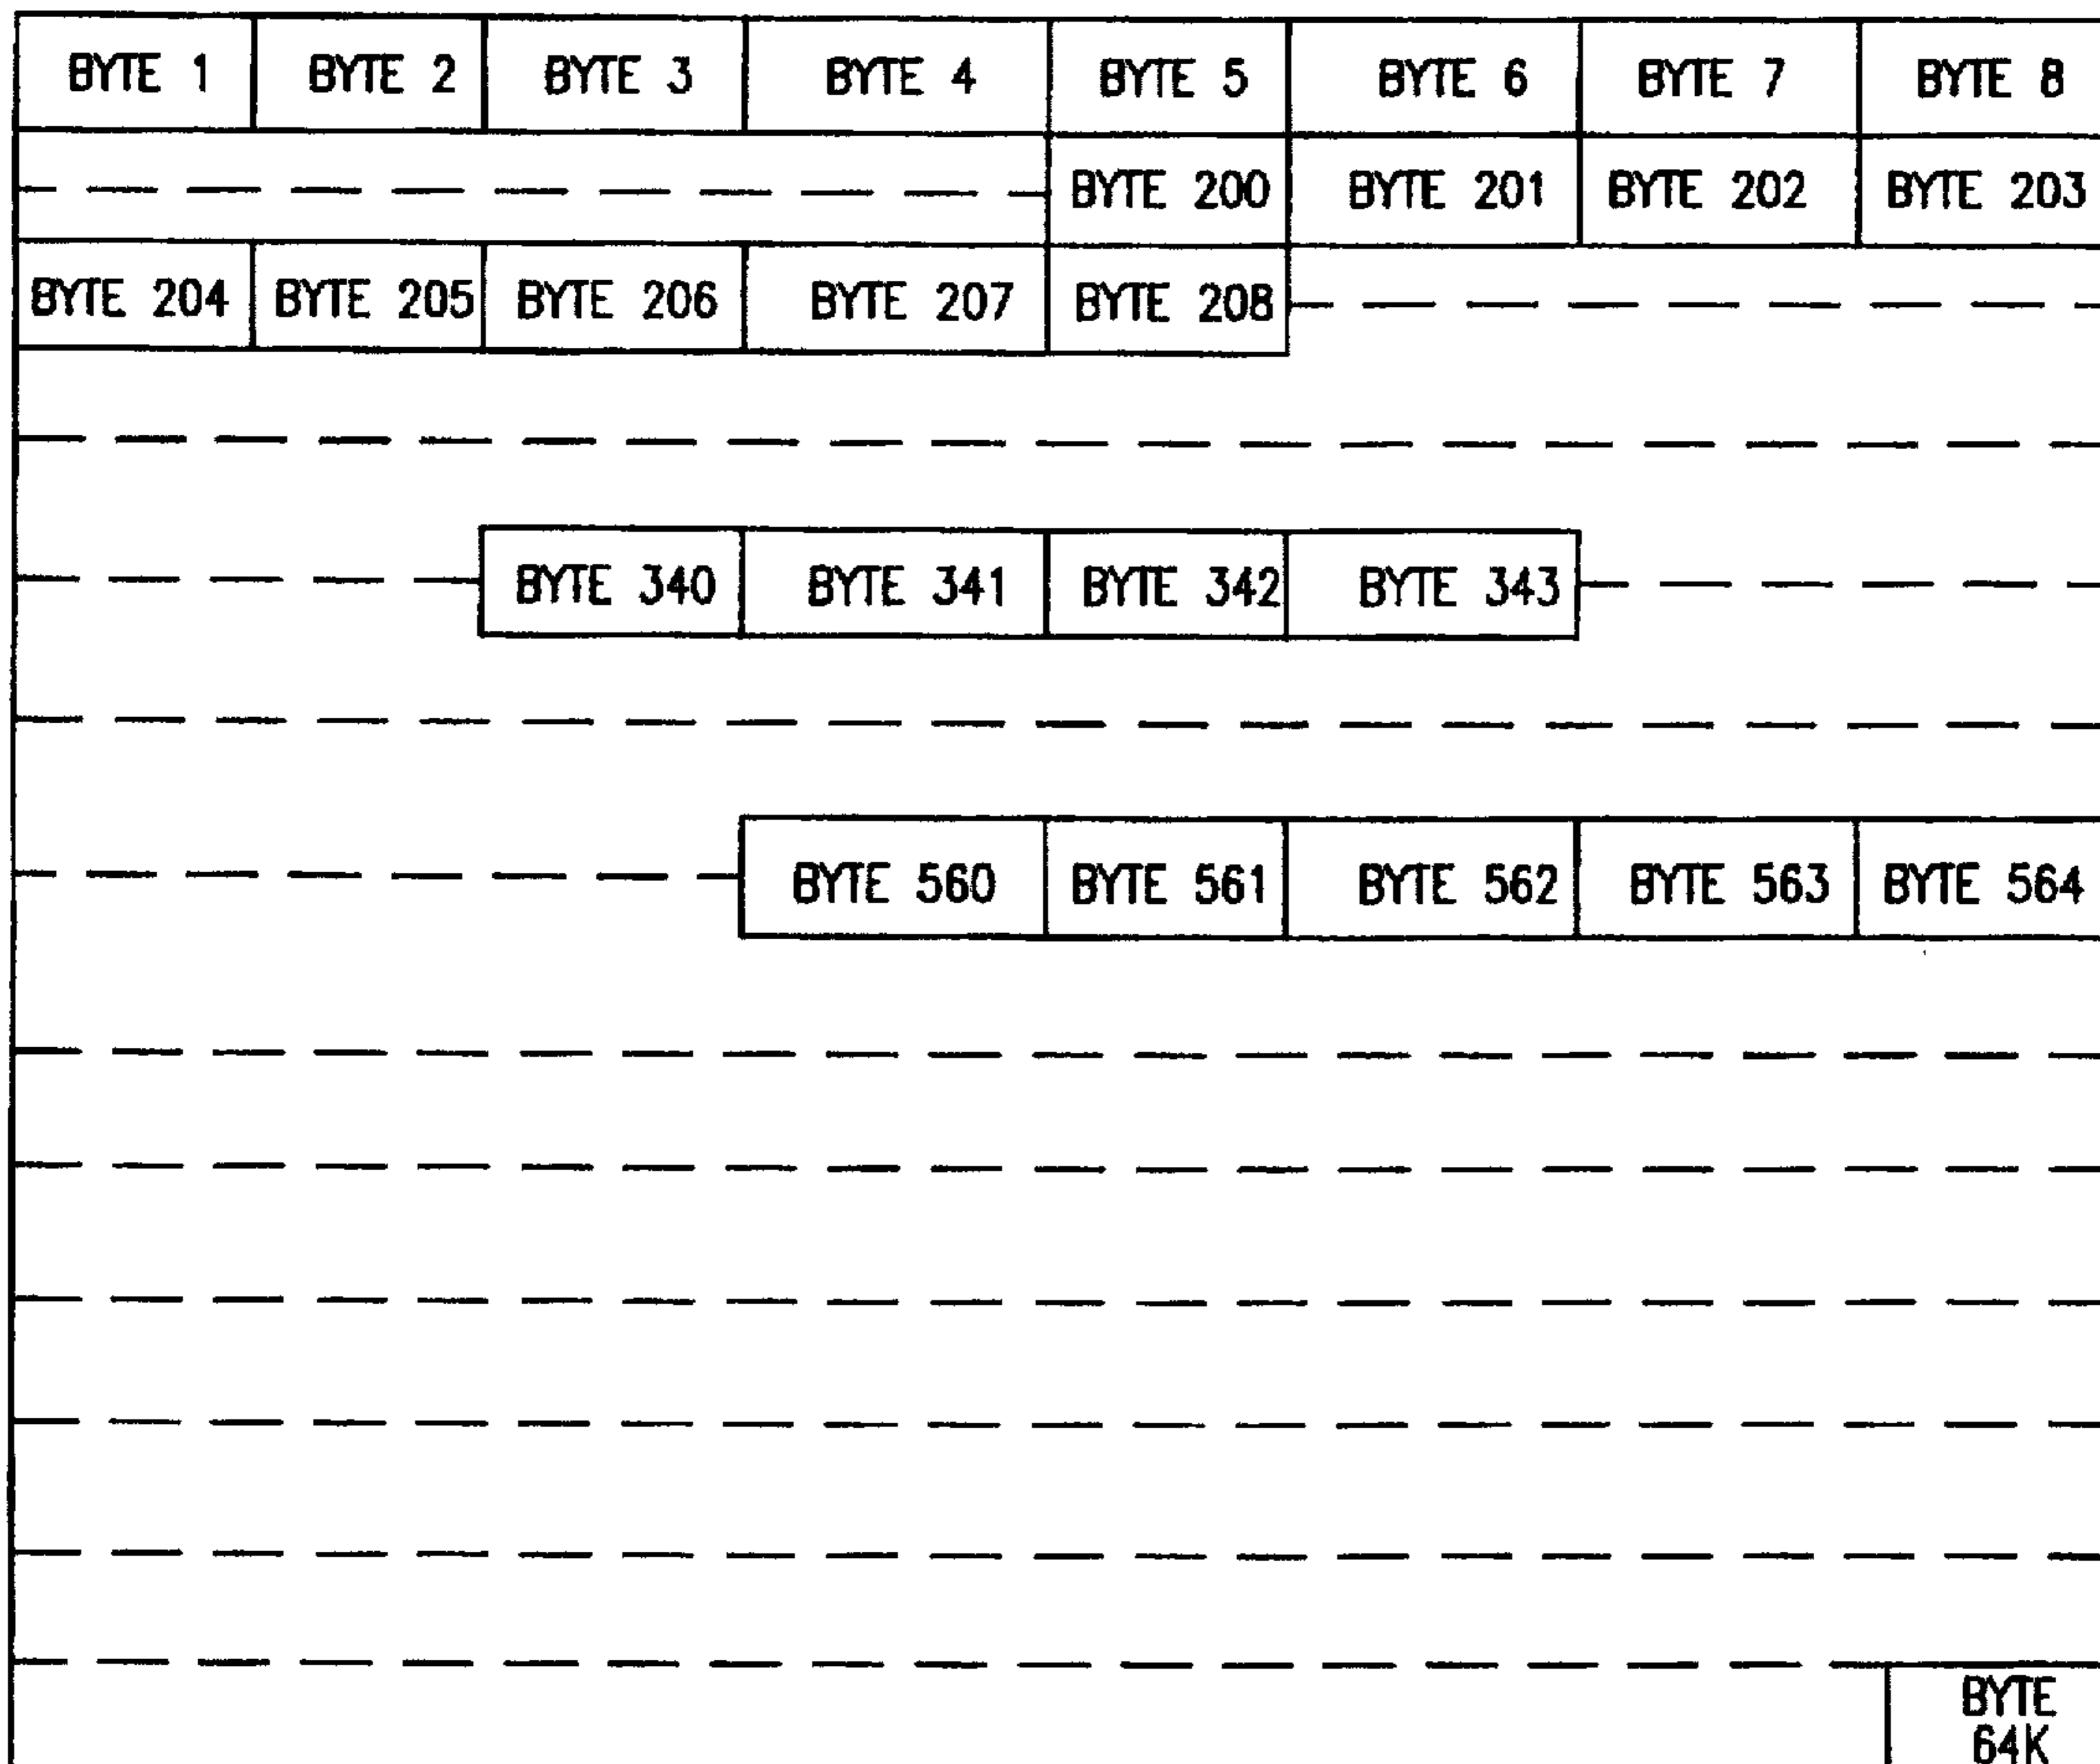 BYTE 1 BYTE 2 BYTE 3 BYTE 4 BYTE 5 BYTE 6 BYTE 7 BYTE 8
BYTE 200 BYTE 201 BYTE 202 BYTE 203
BYTE 204 BYTE 205 BYTE 206 BYTE 207 BYTE 208
BYTE 340 BYTE 341 BYTE 342 BYTE 343
BYTE 560 BYTE 561 BYTE 562 BYTE 563 BYTE 564
BYTE
64K